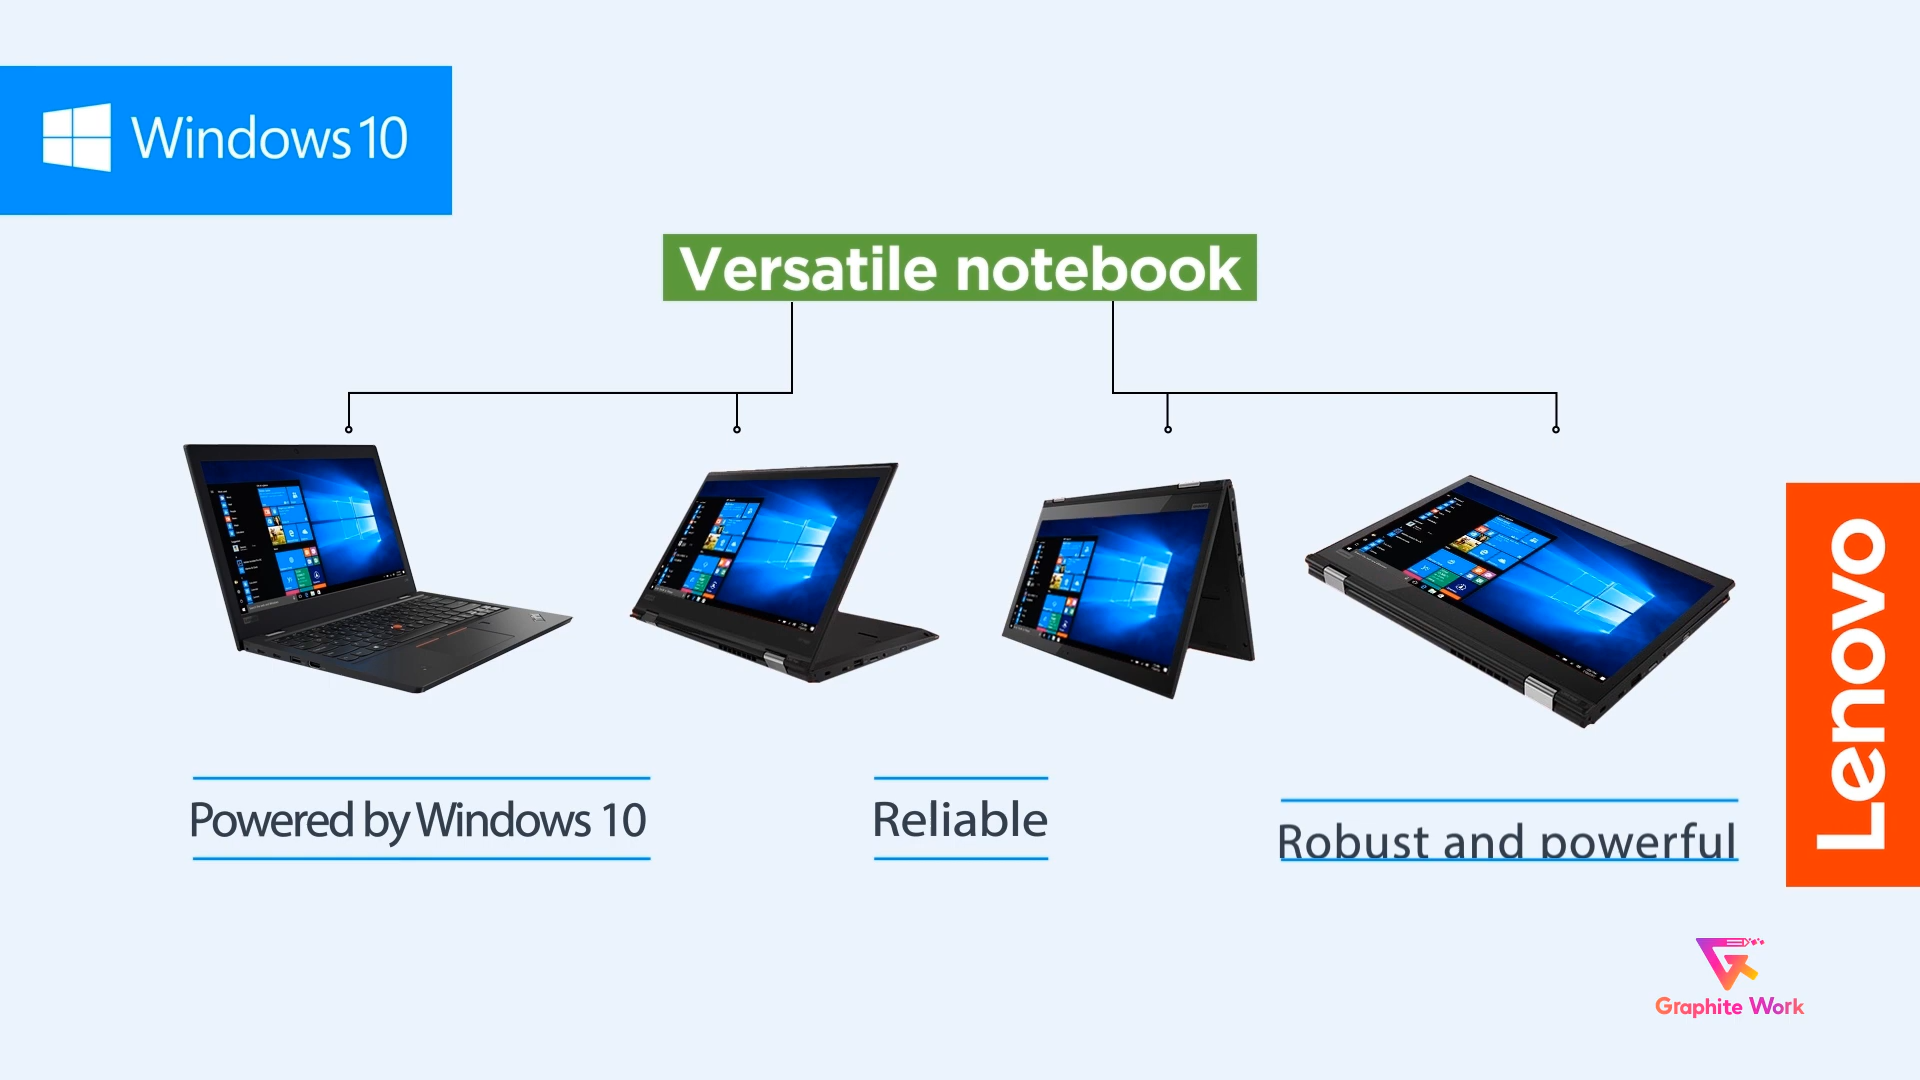 Windows 10
Versatile notebook
Powered by Windows 10
Reliable
Robust and powerful
Lenovo
Graphite Work